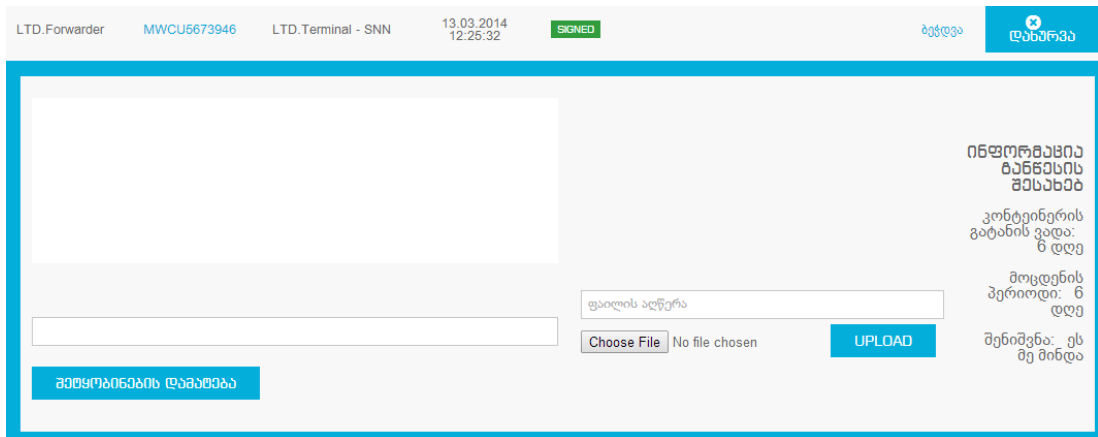 LTD.Forwarder MWCU5673946 LTD.Terminal - SNN 13.03.2014 SIGNED ბეჭდვა დახურვა
12:25:32
ინფორმაცია
განწესის
შესახებ
კონტეინერის
გატანის ვადა:
6 დღე
მოცდენის
პერიოდი: 6
დღე
შენიშვნა: ეს
მე მინდა
ფაილის აღწერა
Choose File No file chosen UPLOAD
შეტყობინების დამატება